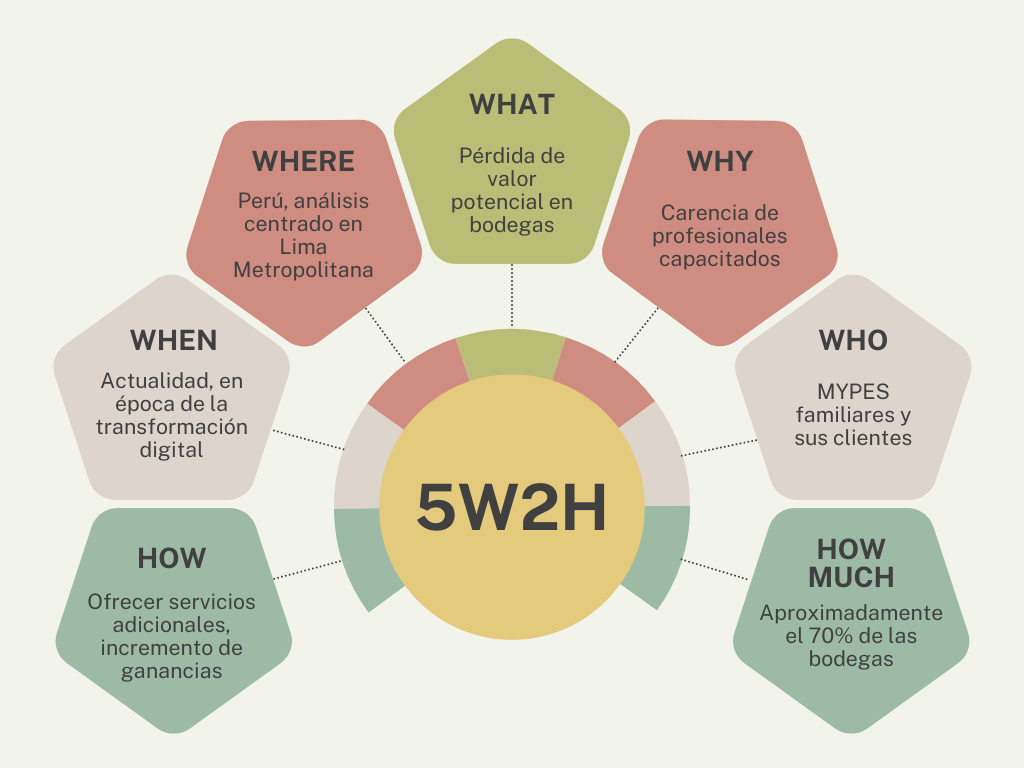 WHAT
Pérdida de
valor
potencial en
bodegas
WHERE
Perú, análisis
centrado en
Lima
Metropolitana
WHY
Carencia de
profesionales
capacitados
WHEN
Actualidad, en
época de la
transformación
digital
WHO
MYPES
familiares y
sus clientes
5W2H
HOW
Ofrecer servicios
adicionales,
incremento de
ganancias
HOW
MUCH
Aproximadamente
el 70% de las
bodegas